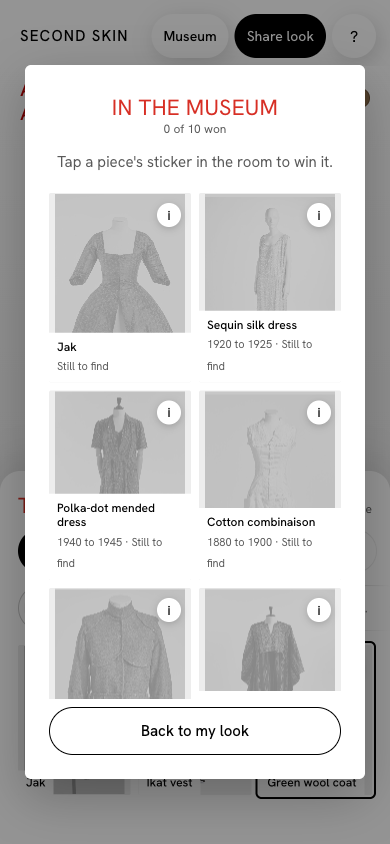 SECOND SKIN
Museum
Share look
?
IN THE MUSEUM
0 of 10 won
Tap a piece's sticker in the room to win it.
i
i
Jak
Still to find
Sequin silk dress
1920 to 1925 · Still to
find
i
i
Polka-dot mended
dress
1940 to 1945 · Still to
find
Cotton combinaison
1880 to 1900 · Still to
find
i
i
Back to my look
Jak
Ikat vest
Green wool coat